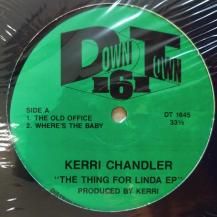 DOWN TOWN
161
SIDE A
1. THE OLD OFFICE
2. WHERE'S THE BABY
DT 1645
33⅓
KERRI CHANDLER
"THE THING FOR LINDA EP"
PRODUCED BY KERRI